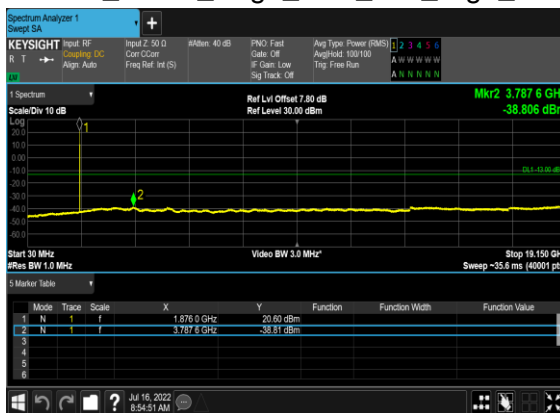 Spectrum Analyzer 1
Swept SA
+
KEYSIGHT Input: RF Input Z: 50 Ω #Atten: 40 dB PNO: Fast Avg Type: Power (RMS) 1 2 3 4 5 6
R T Coupling: DC Corr CCorr Gate: Off Avg|Hold: 100/100 A W W W W W
Align: Auto Freq Ref: Int (S) IF Gain: Low Trig: Free Run
LU Sig Track: Off A N N N N N
1 Spectrum Ref Lvl Offset 7.80 dB Mkr2 3.787 6 GH
Scale/Div 10 dB Ref Level 30.00 dBm -38.806 dBr
Log
20.0
10.0
0.00
-10.0
-20.0
-30.0
-40.0
-50.0
-60.0
1
2
DL1 -13.00 dB
Start 30 MHz Video BW 3.0 MHz* Stop 19.150 GH
#Res BW 1.0 MHz Sweep ~35.6 ms (40001 pt
5 Marker Table
Mode Trace Scale X Y Function Function Width Function Value
1 N 1 f 1.876 0 GHz 20.60 dBm
2 N 1 f 3.787 6 GHz -38.81 dBm
3
4
5
6
? Jul 16, 2022
8:54:51 AM